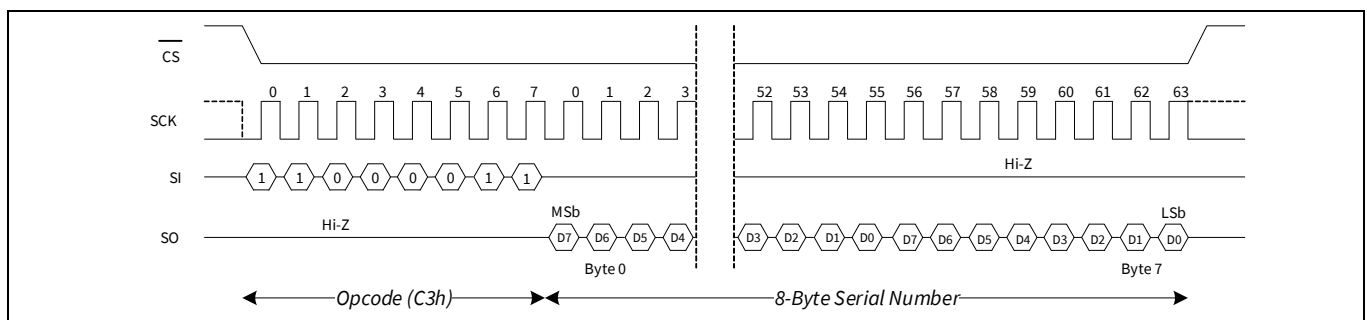 CS
0 1 2 3 4 5 6 7 0 1 2 3 52 53 54 55 56 57 58 59 60 61 62 63
SCK
Hi-Z
SI 1 1 0 0 0 0 1 1
Hi-Z MSb LSb
SO D7 D6 D5 D4 D3 D2 D1 D0 D7 D6 D5 D4 D3 D2 D1 D0
Byte 0 Byte 7
Opcode (C3h) 8-Byte Serial Number